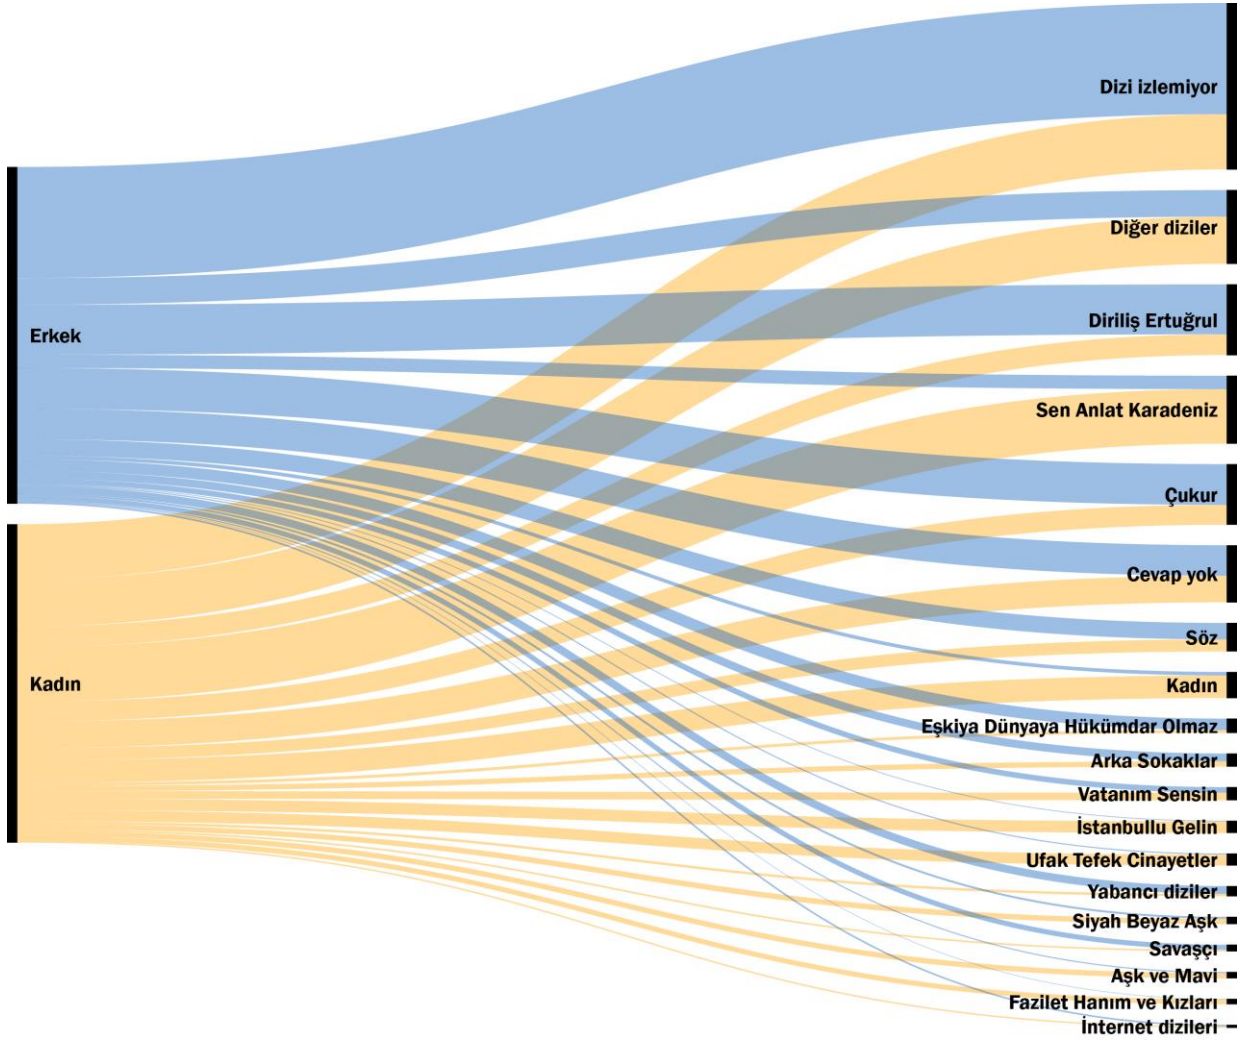 Dizi izlemiyor
Diğer diziler
Diriliş Ertuğrul
Erkek
Sen Anlat Karadeniz
Çukur
Cevap yok
Söz
Kadın
Kadın
Eşkiya Dünyaya Hükümdar Olmaz
Arka Sokaklar
Vatanım Sensin
İstanbullu Gelin
Ufak Tefek Cinayetler
Yabancı diziler
Siyah Beyaz Aşk
Savaşçı
Aşk ve Mavi
Fazilet Hanım ve Kızları
İnternet dizileri